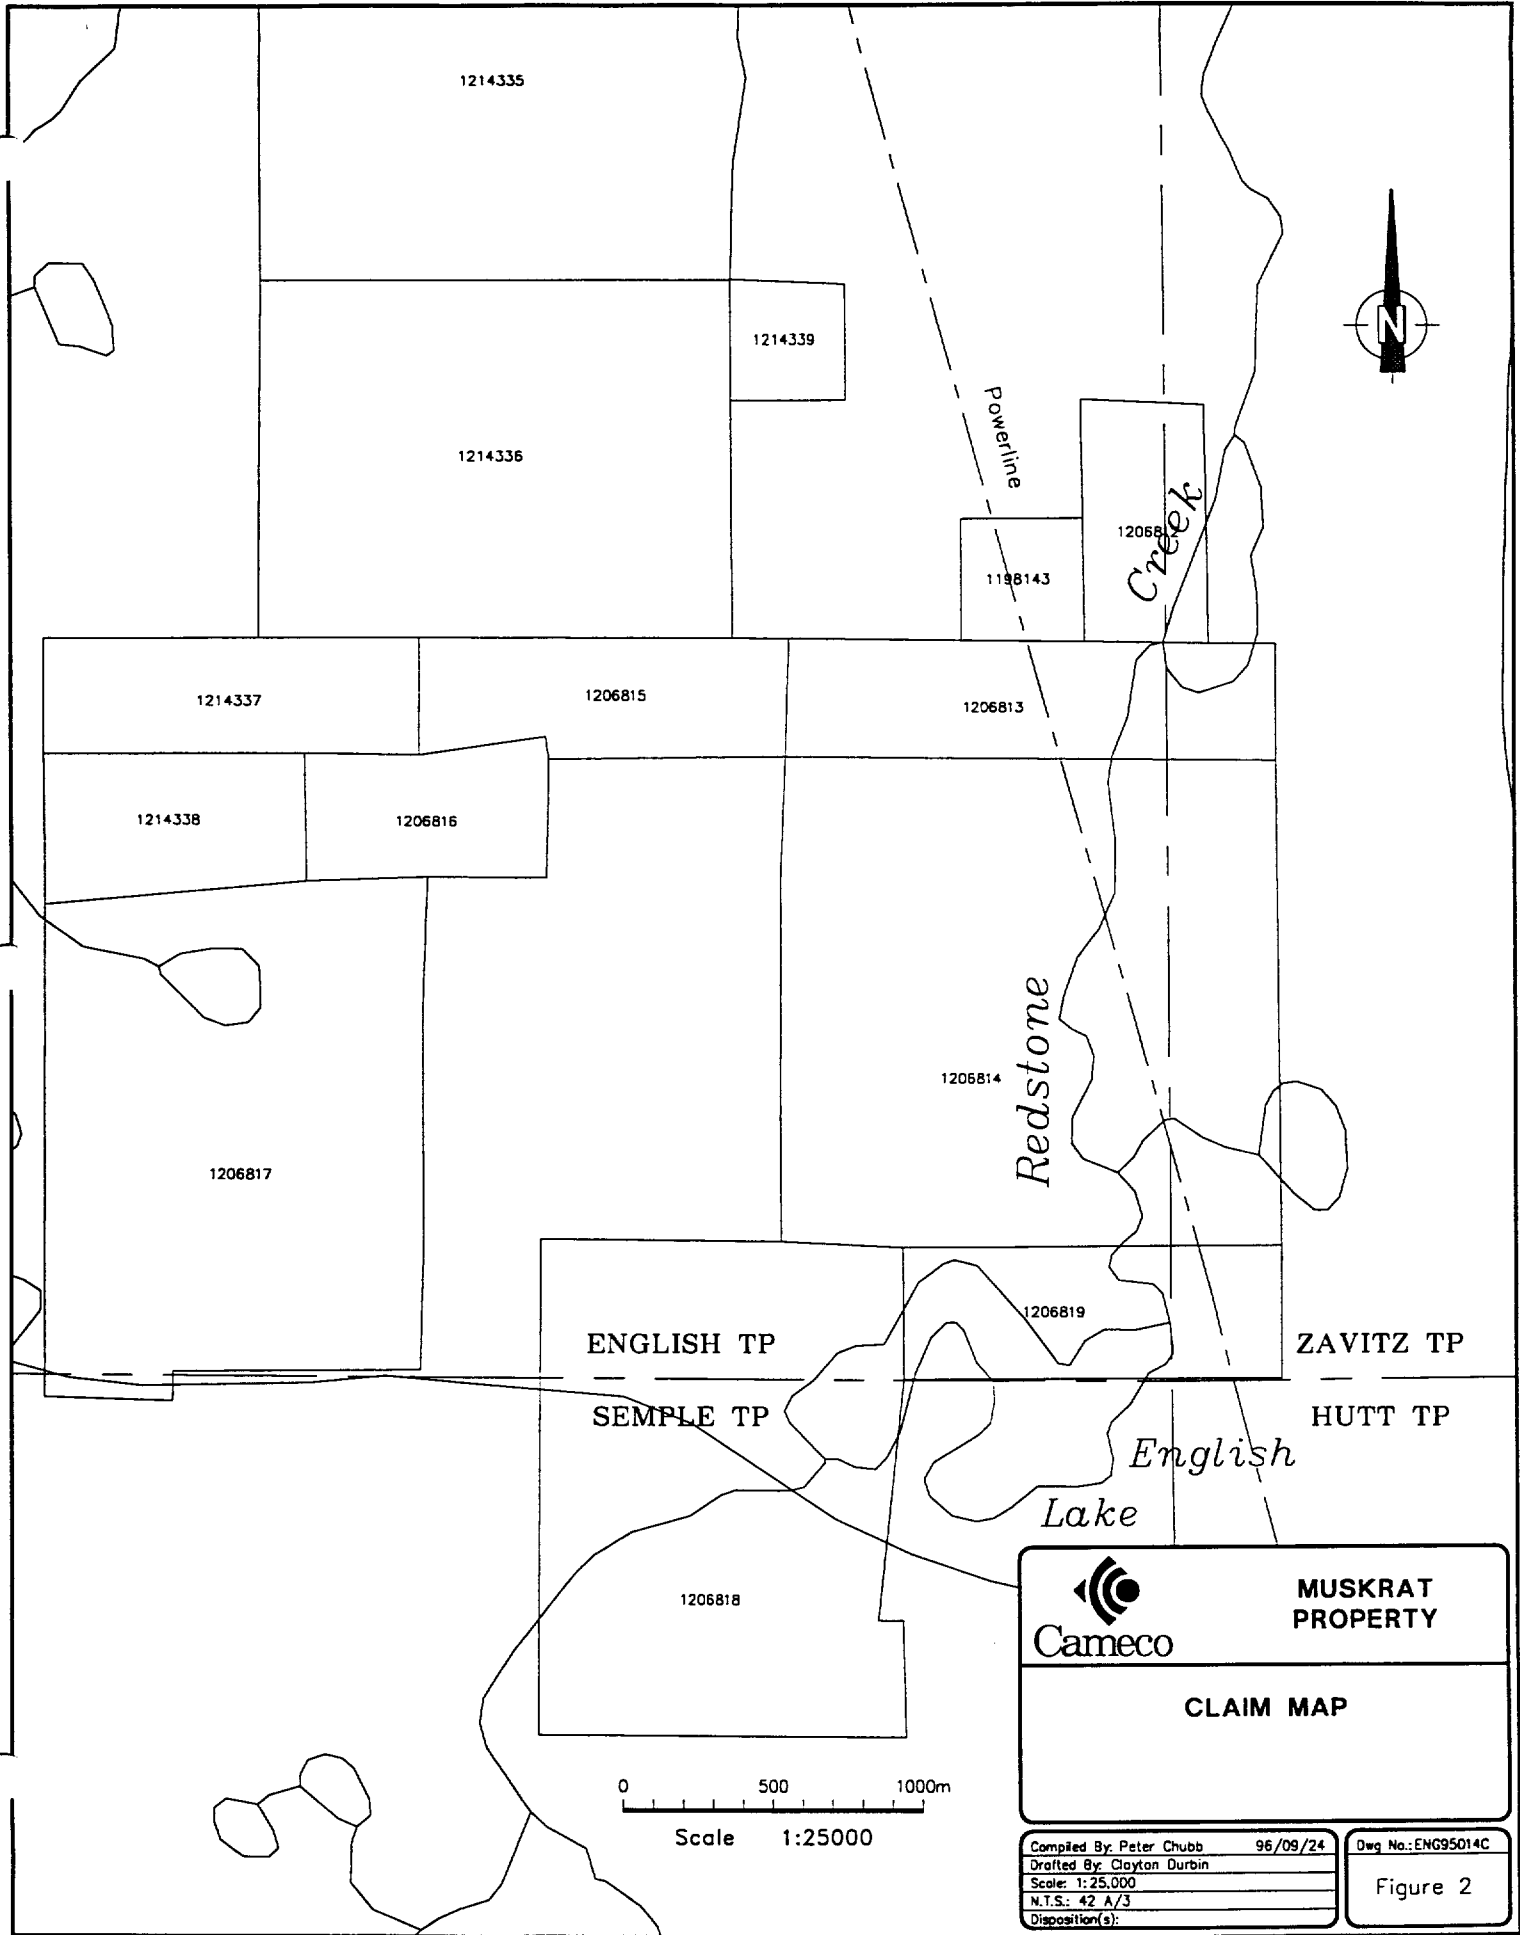 1214335
N
1214339
Powerline
1214336
Creek
1198143
1214337
1206815
1206813
1214338
1206816
Redstone
1206814
1206817
1206819
ENGLISH TP
ZAVITZ TP
SEMPLE TP
HUTT TP
English
Lake
1206818
Cameco
MUSKRAT
PROPERTY
CLAIM MAP
0 500 1000m
Scale 1:25000
Compiled By: Peter Chubb 96/09/24
Drafted By: Clayton Durbin
Scale: 1:25,000
N.T.S.: 42 A/3
Disposition(s):
Dwg No.: ENG95014C
Figure 2